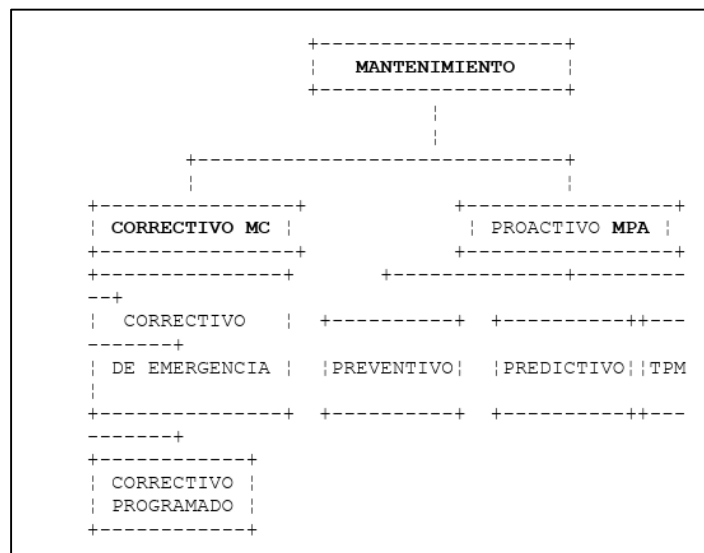 +--------------------+
¦ MANTENIMIENTO ¦
+--------------------+
¦
¦
+-----------------------------+
¦ ¦
+----------------+ +-----------------+
¦ CORRECTIVO MC ¦ ¦ PROACTIVO MPA ¦
+----------------+ +-----------------+
+---------------+ +-------------+---------
--+
¦ CORRECTIVO ¦ +----------+ +----------++---
-------+
¦ DE EMERGENCIA ¦ ¦PREVENTIVO¦ ¦PREDICTIVO¦¦TPM
¦
+---------------+ +----------+ +----------++---
-------+
+------------+
¦ CORRECTIVO ¦
¦ PROGRAMADO ¦
+------------+